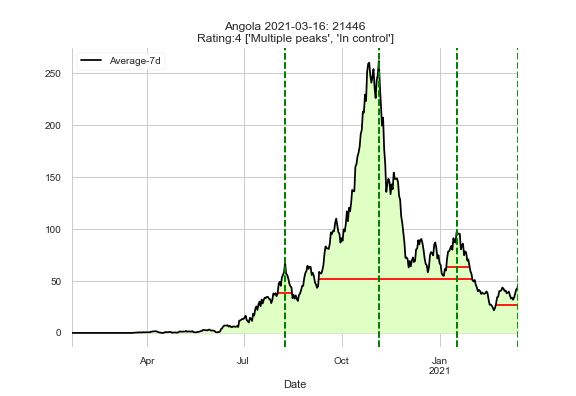 Angola 2021-03-16: 21446
Rating:4 ['Multiple peaks', 'In control']
Average-7d
250
200
150
100
50
0
Apr
Jul
Oct
Jan
2021
Date